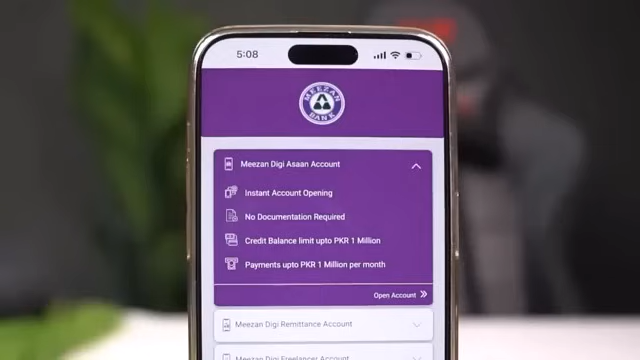 5:08
MEEZAN
BANK
Meezan Digi Asaan Account
Instant Account Opening
No Documentation Required
Credit Balance limit upto PKR 1 Million
Payments upto PKR 1 Million per month
Open Account
Meezan Digi Remittance Account
Meezan Digi Freelancer Account